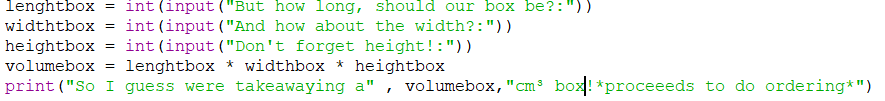 lenghtbox = int(input("But how long, should our box be?:"))
widthtbox = int(input("And how about the width?:"))
heightbox = int(input("Don't forget height!:"))
volumebox = lenghtbox * widthbox * heightbox
print("So I guess were takeawaying a" , volumebox,"cm³ box!*proceeeds to do ordering*")